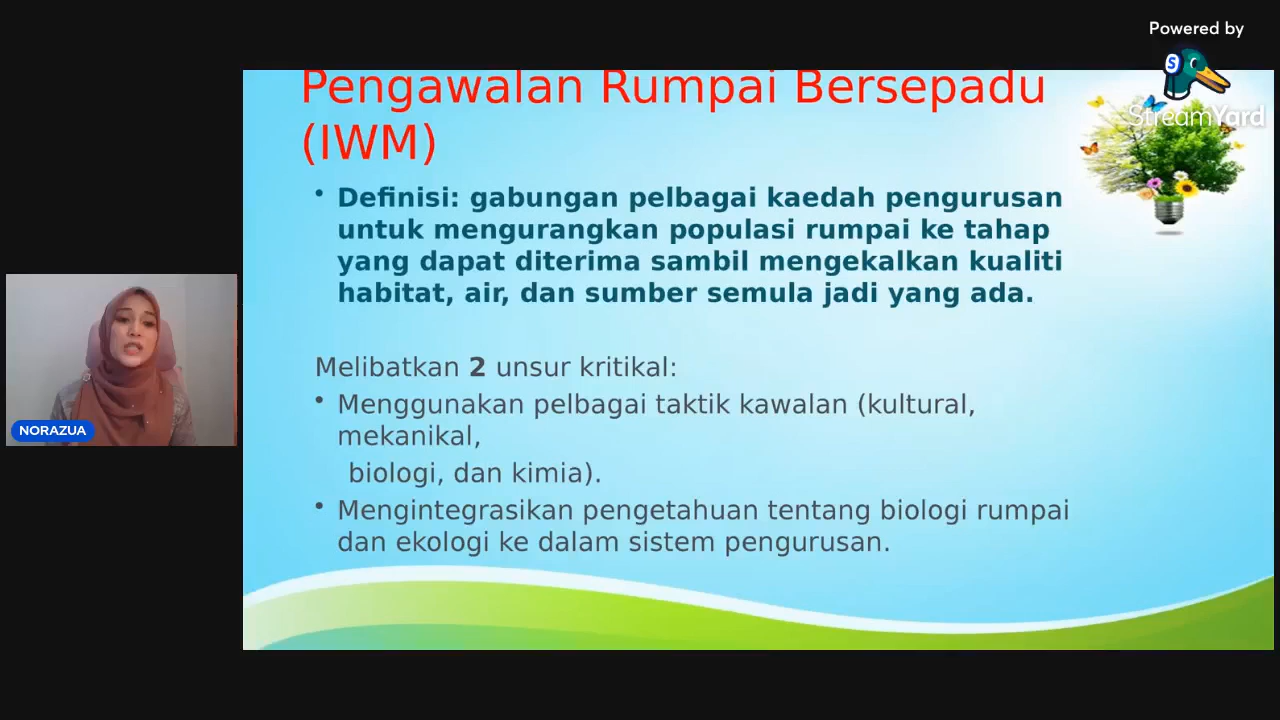 Powered by
StreamYard
Pengawalan Rumpai Bersepadu
(IWM)
• Definisi: gabungan pelbagai kaedah pengurusan
untuk mengurangkan populasi rumpai ke tahap
yang dapat diterima sambil mengekalkan kualiti
habitat, air, dan sumber semula jadi yang ada.
Melibatkan 2 unsur kritikal:
• Menggunakan pelbagai taktik kawalan (kultural,
mekanikal,
biologi, dan kimia).
• Mengintegrasikan pengetahuan tentang biologi rumpai
dan ekologi ke dalam sistem pengurusan.
NORAZUA